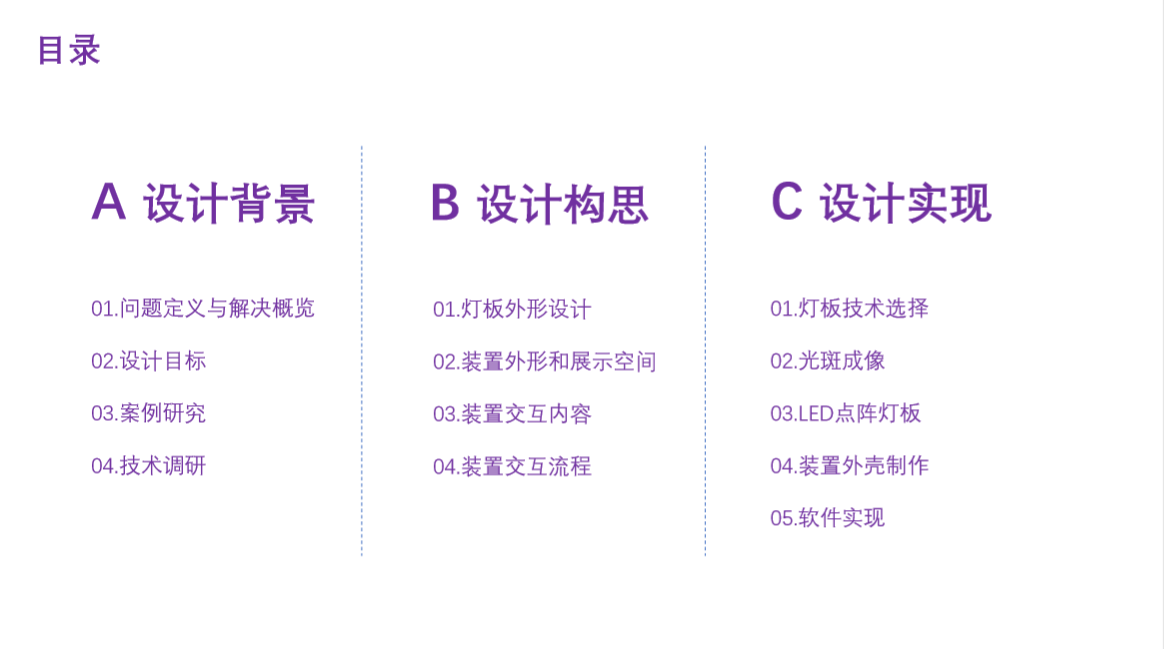 目录
A 设计背景
01.问题定义与解决概览
02.设计目标
03.案例研究
04.技术调研
B 设计构思
01.灯板外形设计
02.装置外形和展示空间
03.装置交互内容
04.装置交互流程
C 设计实现
01.灯板技术选择
02.光斑成像
03.LED点阵灯板
04.装置外壳制作
05.软件实现